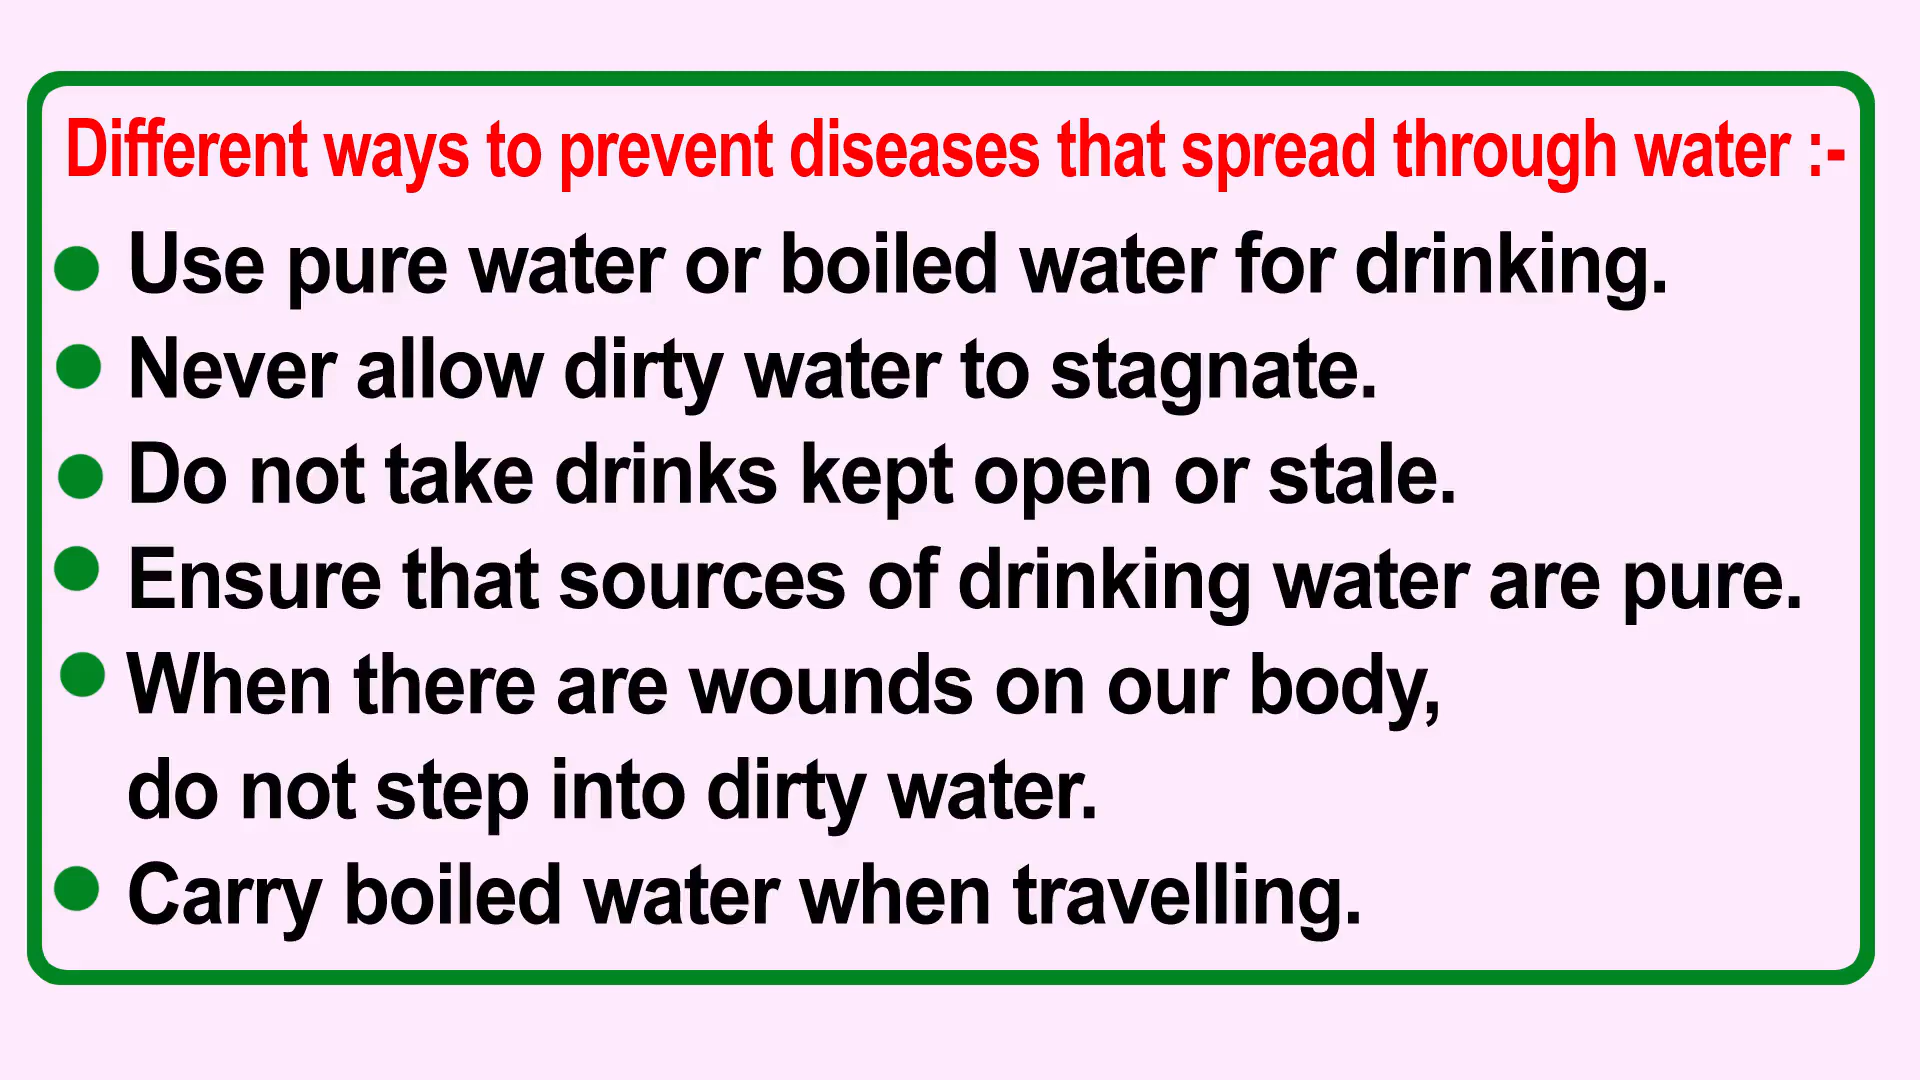 Different ways to prevent diseases that spread through water :-
● Use pure water or boiled water for drinking.
● Never allow dirty water to stagnate.
● Do not take drinks kept open or stale.
● Ensure that sources of drinking water are pure.
● When there are wounds on our body,
do not step into dirty water.
● Carry boiled water when travelling.